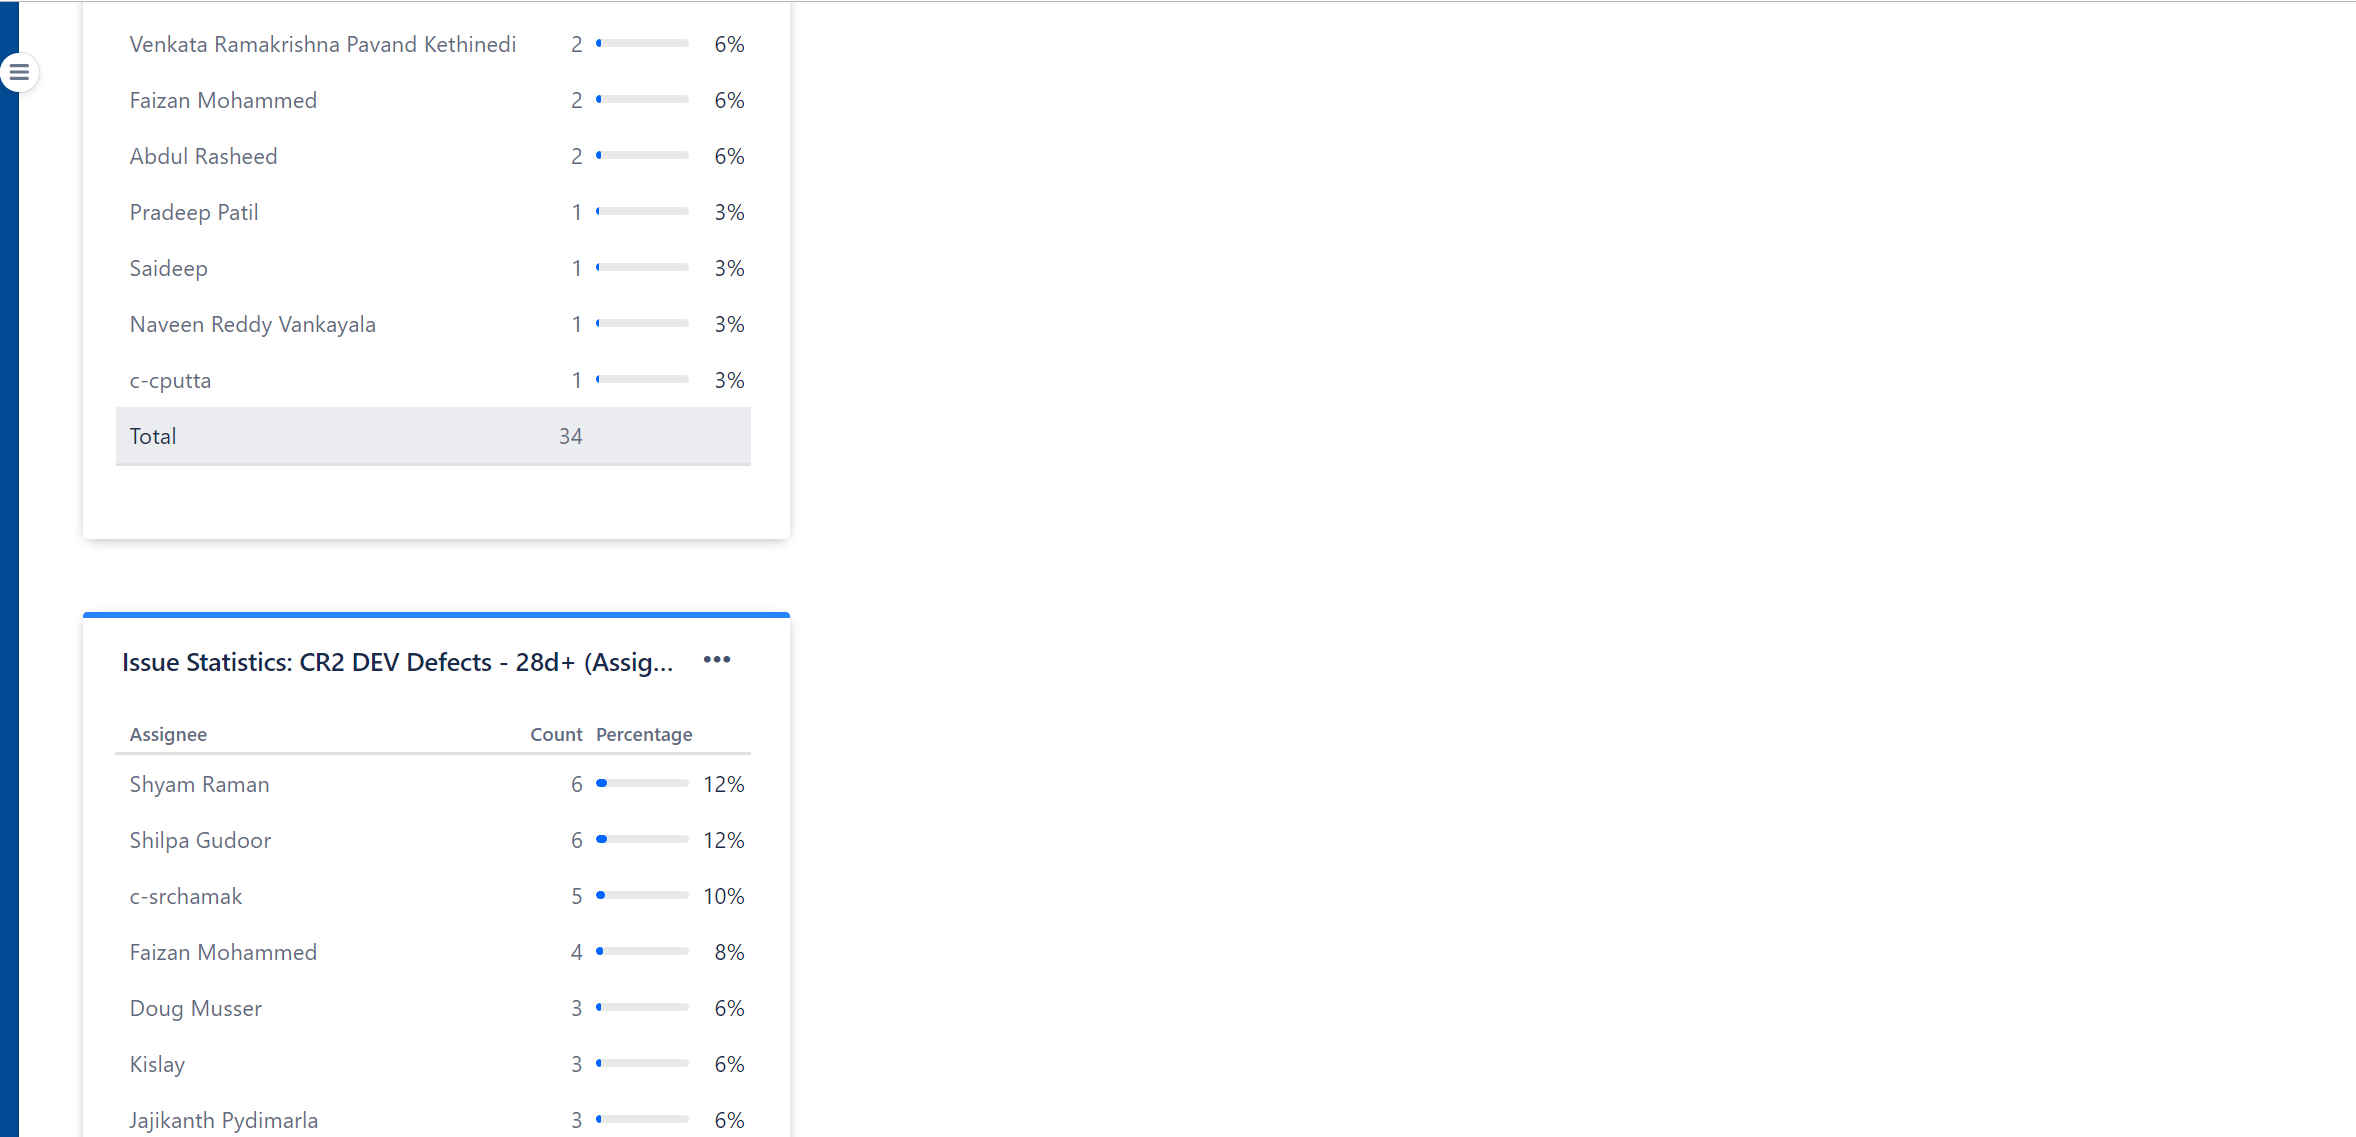 Venkata Ramakrishna Pavand Kethinedi 2 6%
Faizan Mohammed 2 6%
Abdul Rasheed 2 6%
Pradeep Patil 1 3%
Saideep 1 3%
Naveen Reddy Vankayala 1 3%
c-cputta 1 3%
Total 34
Issue Statistics: CR2 DEV Defects - 28d+ (Assig...
Assignee Count Percentage
Shyam Raman 6 12%
Shilpa Gudoor 6 12%
c-srchamak 5 10%
Faizan Mohammed 4 8%
Doug Musser 3 6%
Kislay 3 6%
Jajikanth Pydimarla 3 6%